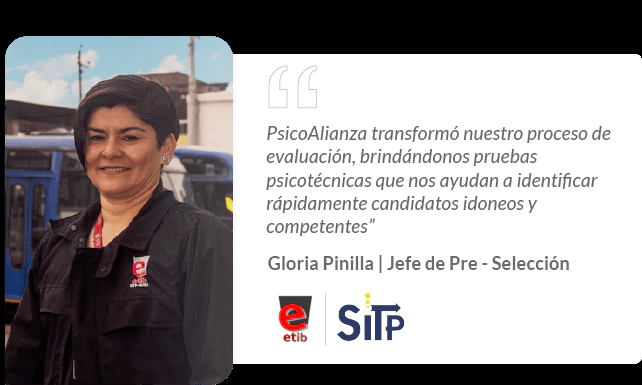 “
PsicoAlianza transformó nuestro proceso de
evaluación, brindándonos pruebas
psicotécnicas que nos ayudan a identificar
rápidamente candidatos idoneos y
competentes”
Gloria Pinilla | Jefe de Pre - Selección
e
etib
SiTP
e
etib